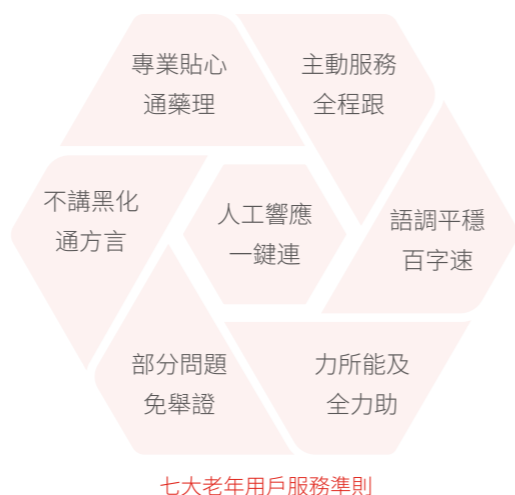 專業貼心
通藥理
主動服務
全程跟
不講黑化
通方言
人工響應
一鍵連
語調平穩
百字速
部分問題
免舉證
力所能及
全力助
七大老年用戶服務準則